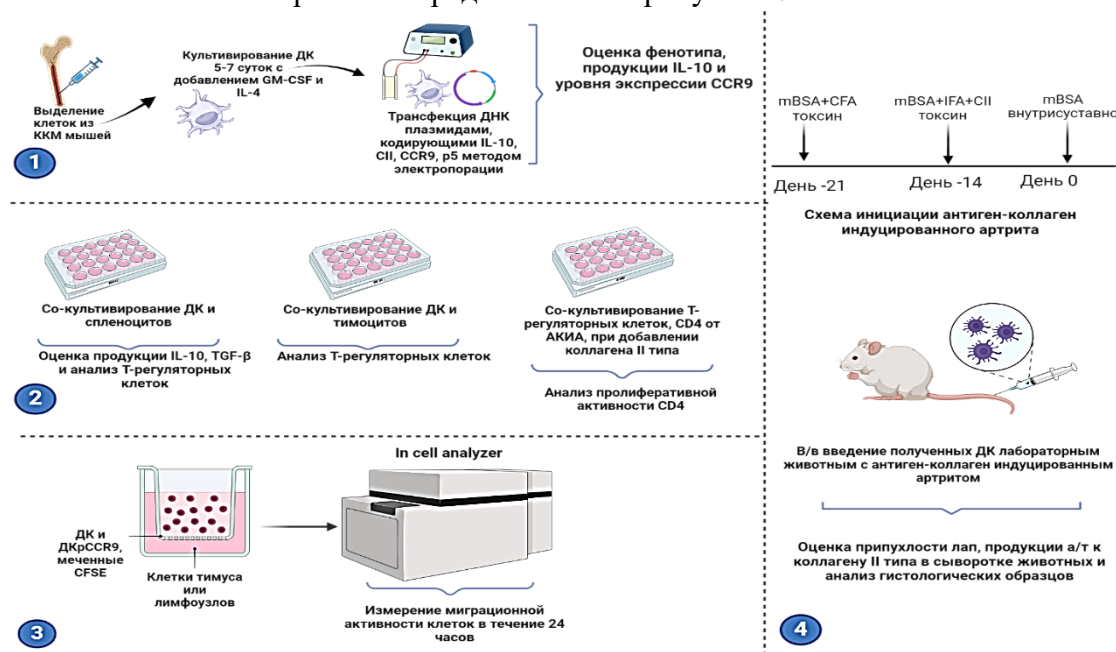 Выделение
клеток из
ККМ мышей
Культивирование ДК
5-7 суток с
добавлением GM-CSF и
IL-4
Трансфекция ДНК
плазмидами,
кодирующими IL-10,
CII, CCR9, p5 методом
электропорации
Оценка фенотипа,
продукции IL-10 и
уровня экспрессии CCR9
1
Со-культивирование ДК и
спленоцитов
Оценка продукции IL-10, TGF-β
и анализ Т-регуляторных
клеток
Со-культивирование ДК и
тимоцитов
Анализ Т-регуляторных клеток
Со-культивирование Т-
регуляторных клеток, CD4 от
АКИА, при добавлении
коллагена II типа
Анализ пролиферативной
активности CD4
2
ДК и
ДКpCCR9,
меченные
CFSE
Клетки тимуса
или
лимфоузлов
In cell analyzer
Измерение миграционной
активности клеток в течение 24
часов
3
mBSA+CFA
токсин
mBSA+IFA+CII
токсин
mBSA
внутрисуставно
День -21
День -14
День 0
Схема инициации антиген-коллаген
индуцированного артрита
В/в введение полученных ДК лабораторным
животным с антиген-коллаген индуцированным
артритом
Оценка припухлости лап, продукции а/т к
коллагену II типа в сыворотке животных и
анализ гистологических образцов
4